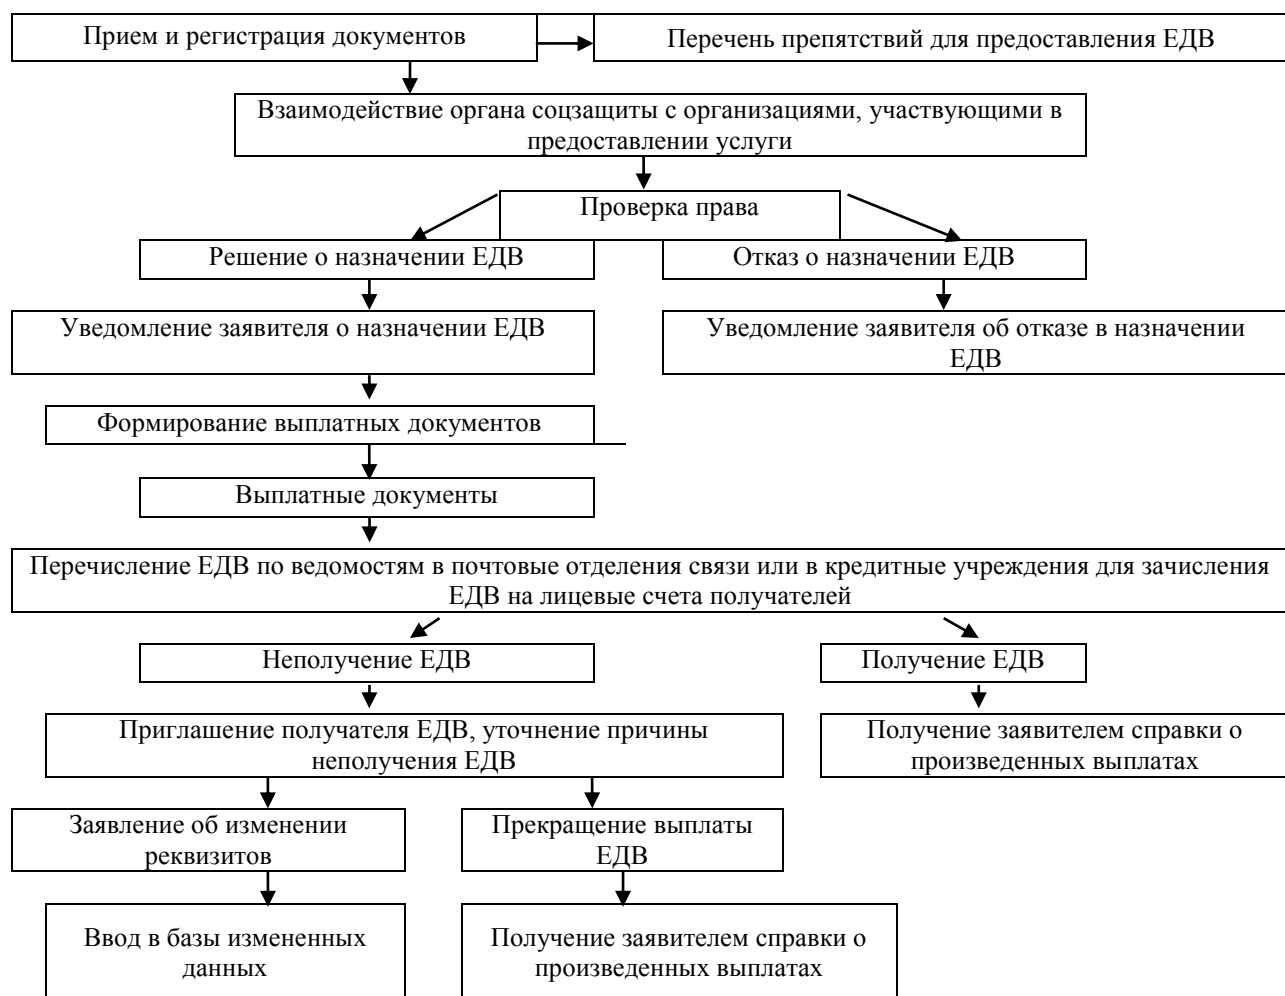 Прием и регистрация документов
Перечень препятствий для предоставления ЕДВ
Взаимодействие органа соцзащиты с организациями, участвующими в
предоставлении услуги
Проверка права
Решение о назначении ЕДВ
Отказ о назначении ЕДВ
Уведомление заявителя о назначении ЕДВ
Уведомление заявителя об отказе в назначении
ЕДВ
Формирование выплатных документов
Выплатные документы
Перечисление ЕДВ по ведомостям в почтовые отделения связи или в кредитные учреждения для зачисления
ЕДВ на лицевые счета получателей
Неполучение ЕДВ
Получение ЕДВ
Приглашение получателя ЕДВ, уточнение причины
неполучения ЕДВ
Получение заявителем справки о
произведенных выплатах
Заявление об изменении
реквизитов
Прекращение выплаты
ЕДВ
Ввод в базы измененных
данных
Получение заявителем справки о
произведенных выплатах